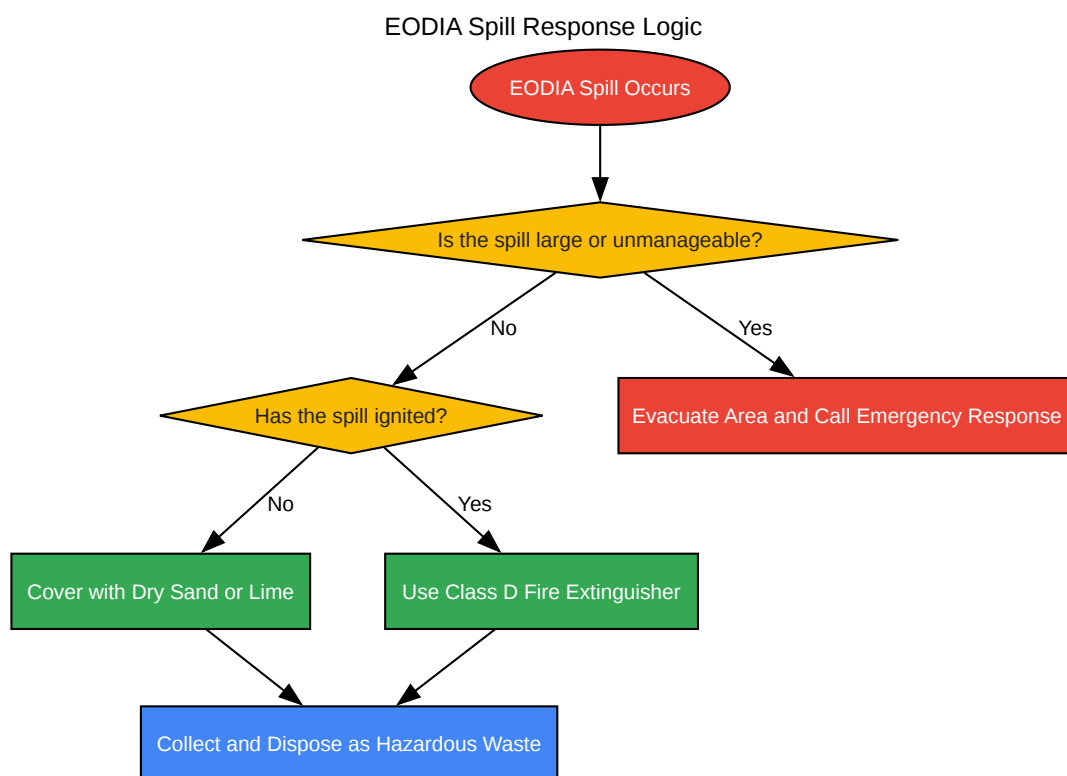 EODIA Spill Response Logic
EODIA Spill Occurs
Is the spill large or unmanageable?
No
Yes
Has the spill ignited?
Evacuate Area and Call Emergency Response
No
Yes
Cover with Dry Sand or Lime
Use Class D Fire Extinguisher
Collect and Dispose as Hazardous Waste